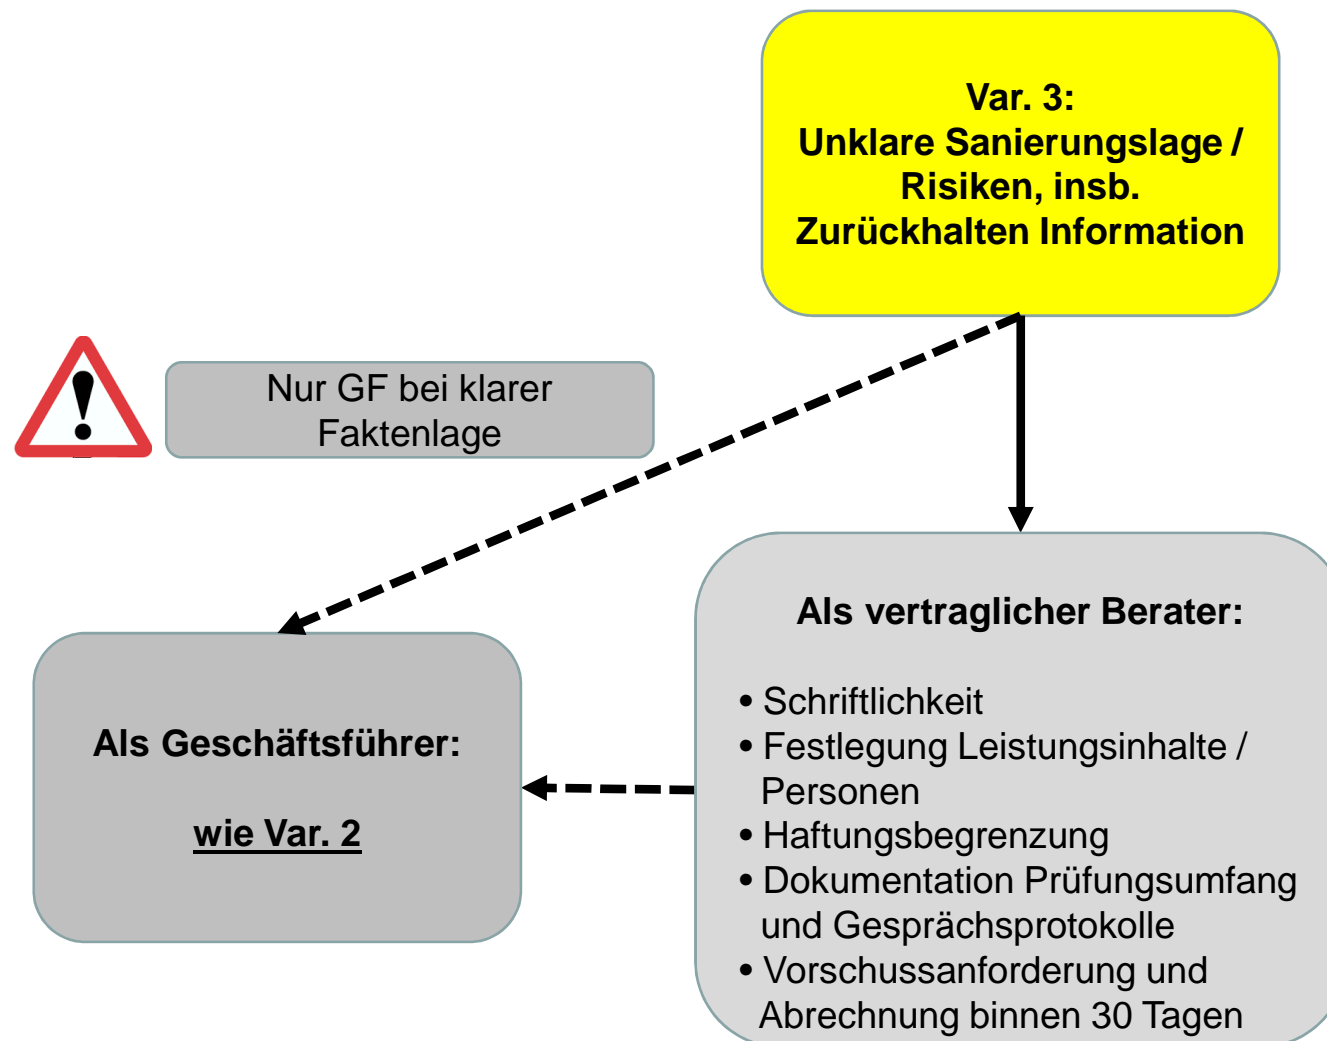 Var. 3:
Unklare Sanierungslage /
Risiken, insb.
Zurückhalten Information
Nur GF bei klarer
Faktenlage
Als Geschäftsführer:
wie Var. 2
Als vertraglicher Berater:
• Schriftlichkeit
• Festlegung Leistungsinhalte /
Personen
• Haftungsbegrenzung
• Dokumentation Prüfungsumfang
und Gesprächsprotokolle
• Vorschussanforderung und
Abrechnung binnen 30 Tagen